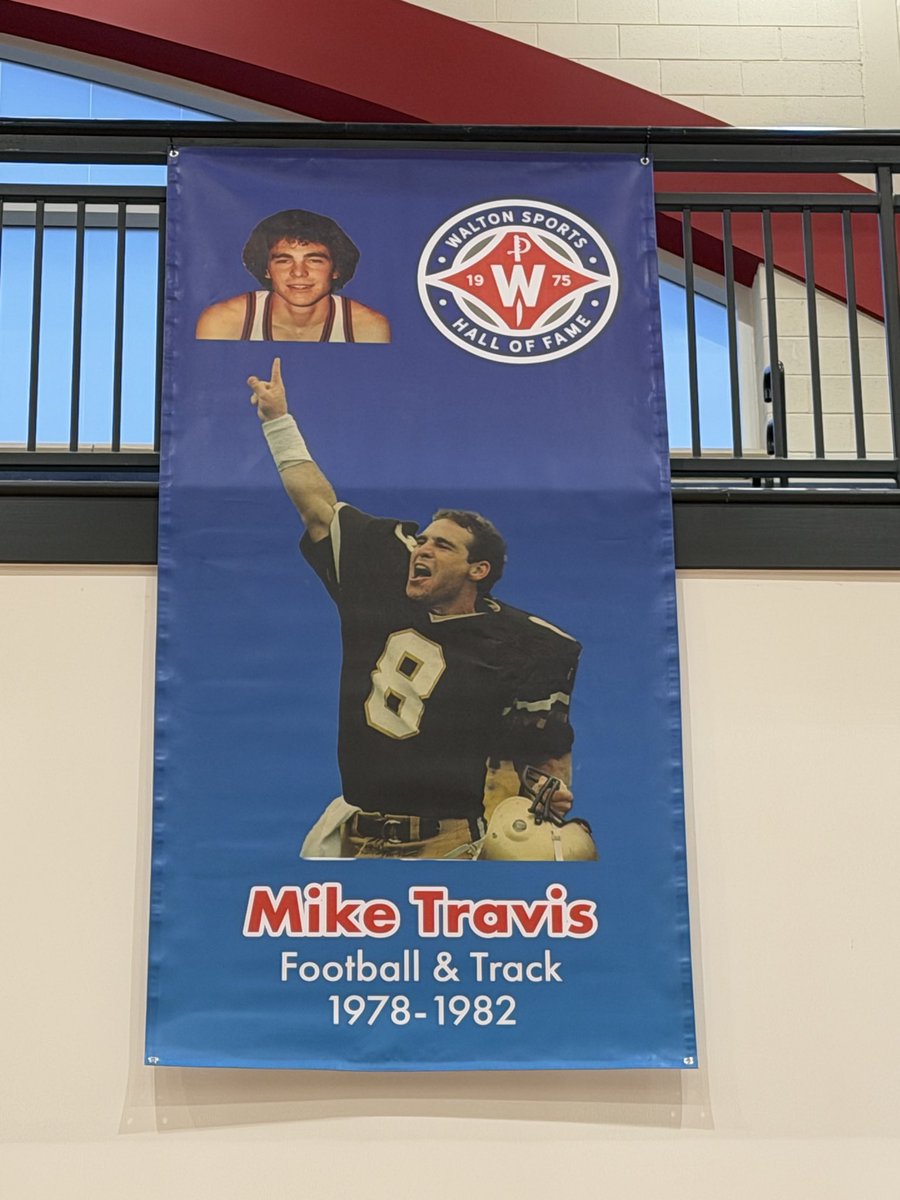 WALTON SPORTS
19 W 75
HALL OF FAME
8
Mike Travis
Football & Track
1978-1982